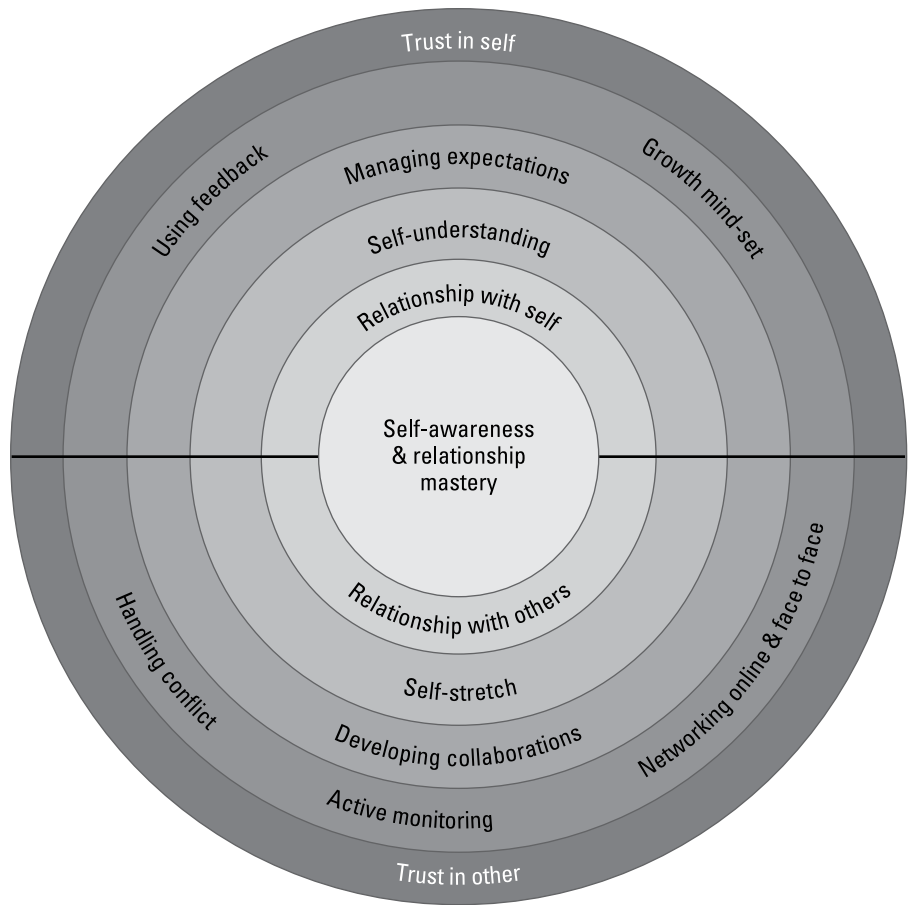 Trust in self
Using feedback
Growth mind-set
Managing expectations
Self-understanding
Relationship with self
Self-awareness
& relationship
mastery
Relationship with others
Self-stretch
Developing collaborations
Handling conflict
Active monitoring
Networking online & face to face
Trust in other